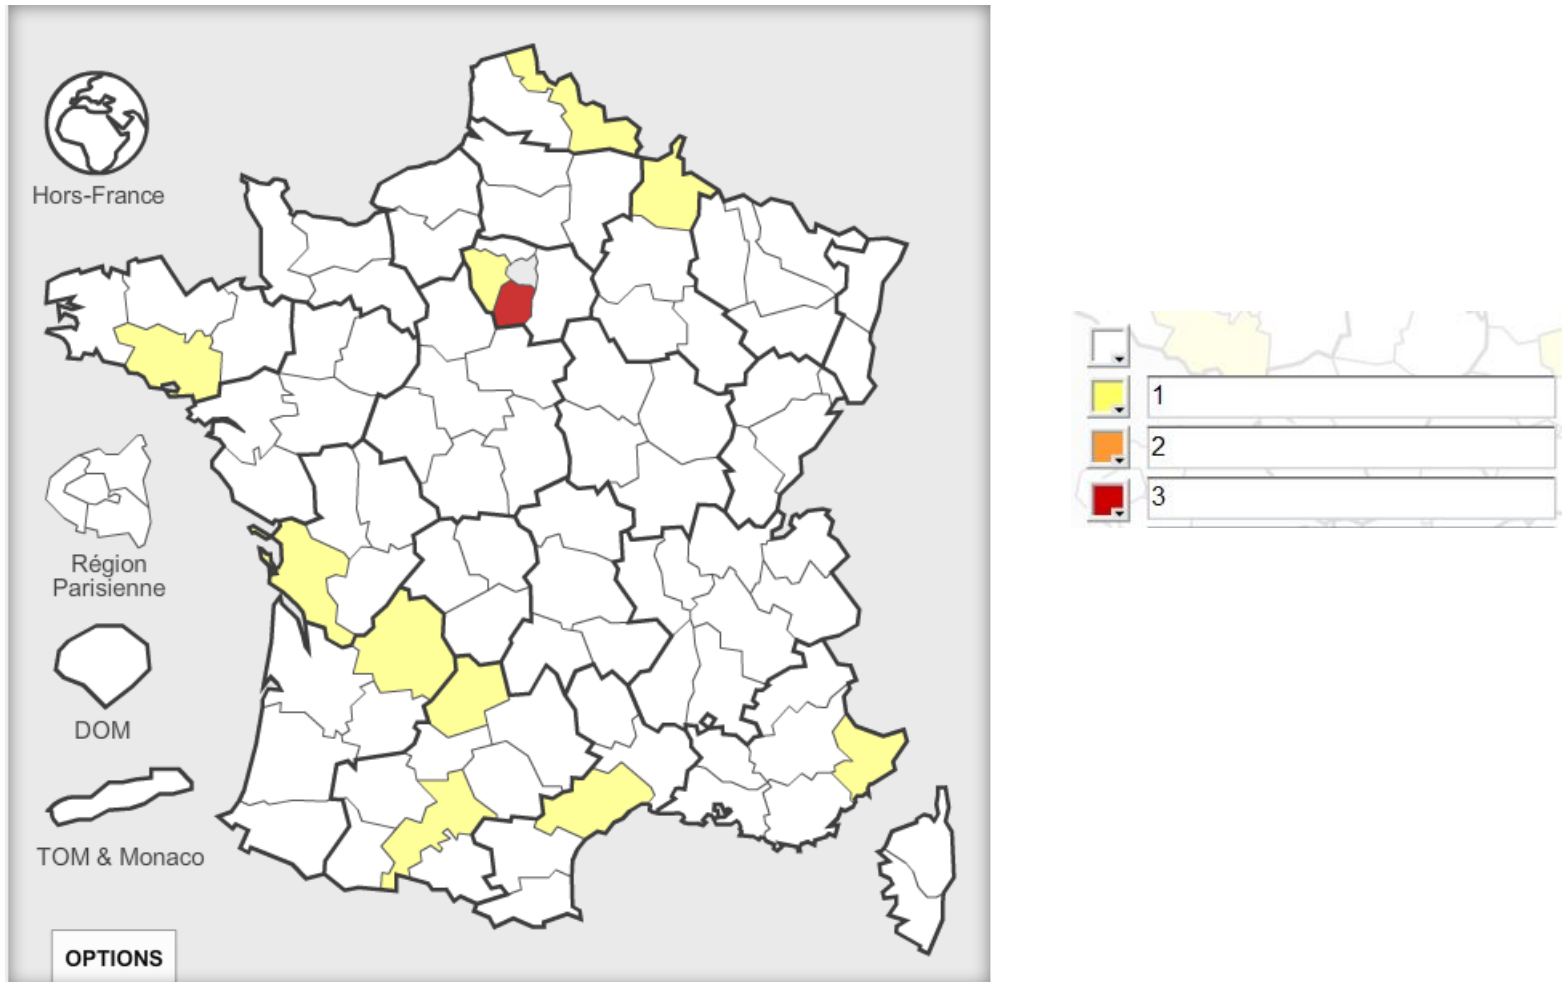 Hors-France
Région
Parisienne
DOM
TOM & Monaco
OPTIONS
1
2
3